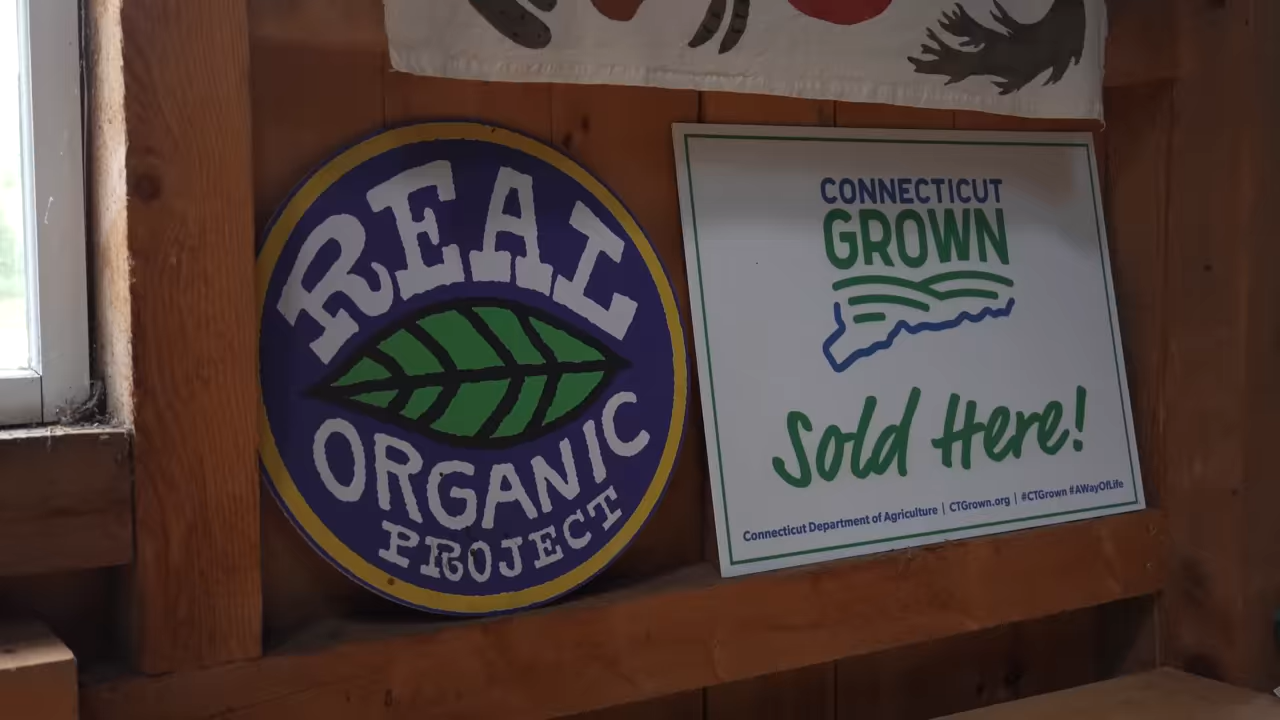 REAL
ORGANIC
PROJECT
CONNECTICUT
GROWN
Sold Here!
Connecticut Department of Agriculture | CTGrown.org | #CTGrown #AWayOfLife